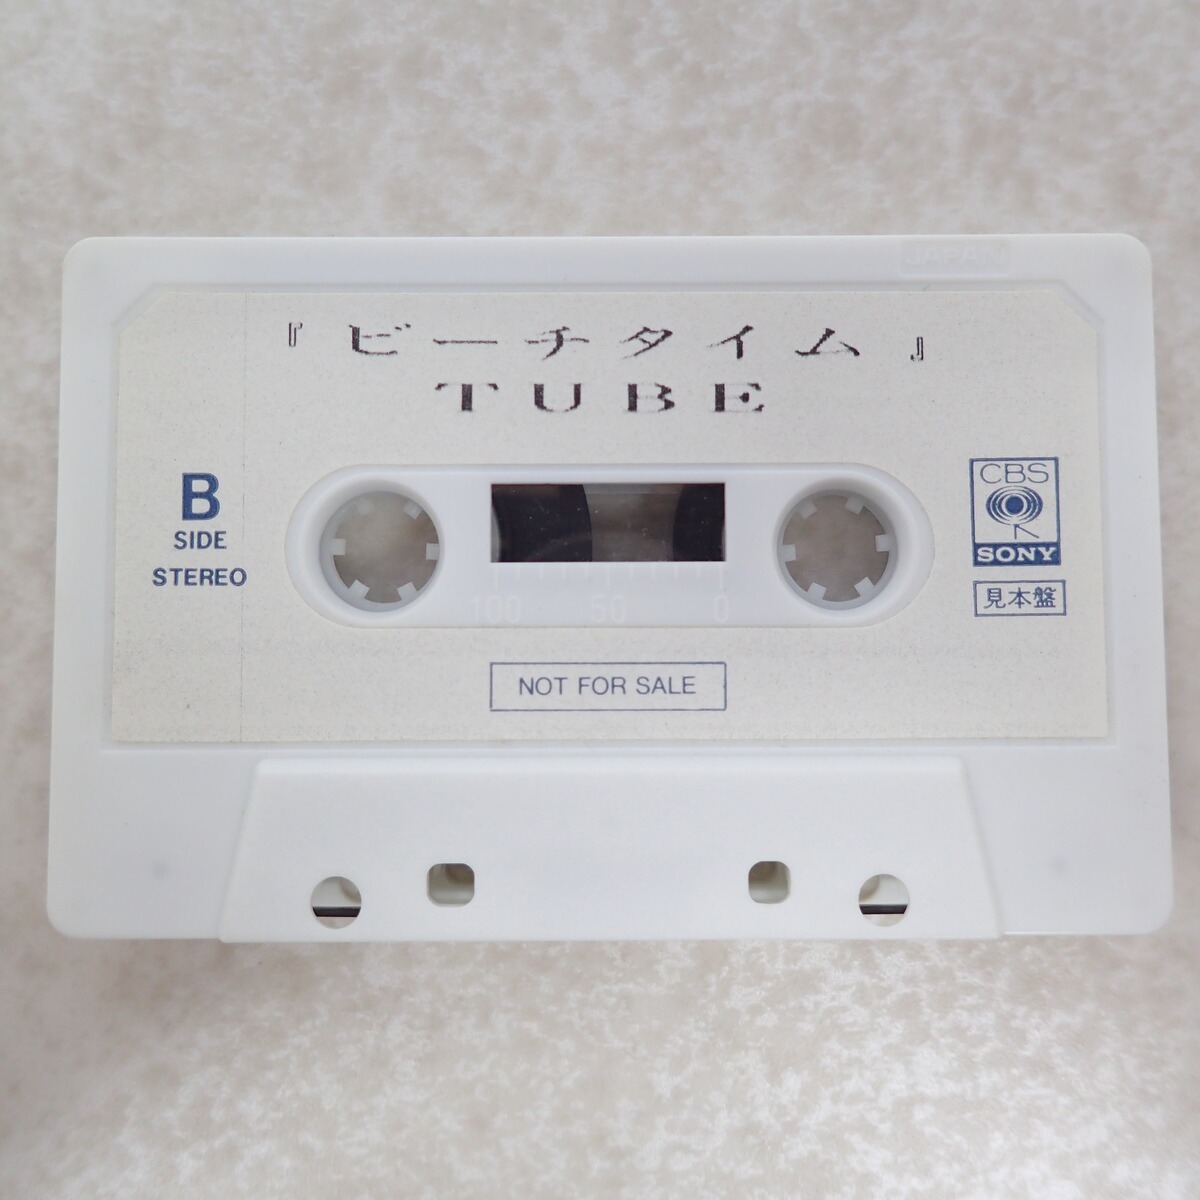 JAPAN
『ビーチタイム』
TUBE
B
SIDE
STEREO
CBS
SONY
見本盤
100 50 0
NOT FOR SALE